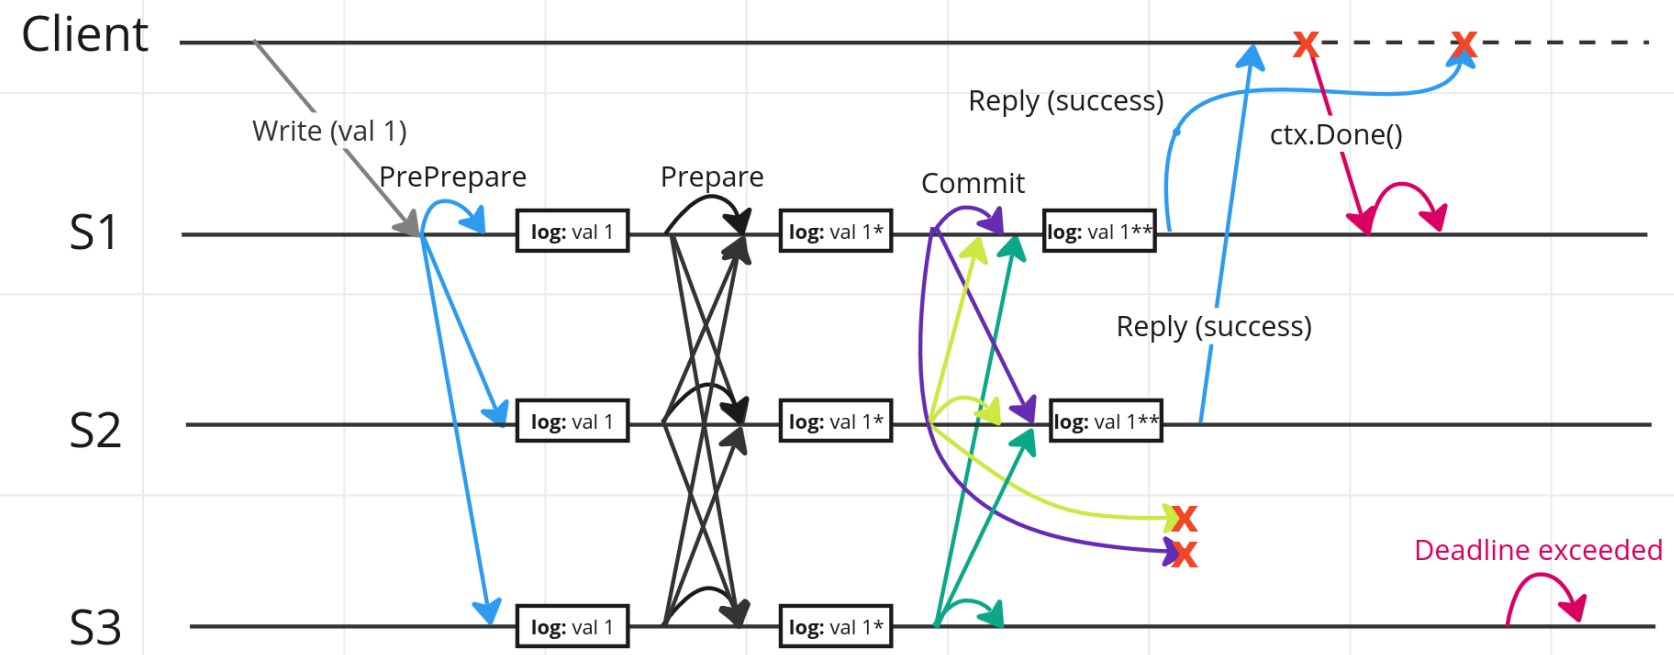 Client
X
X
Reply (success)
Write (val 1)
ctx.Done()
PrePrepare
Prepare
Commit
S1
log: val 1
log: val 1*
log: val 1**
Reply (success)
S2
log: val 1
log: val 1*
log: val 1**
X
X
Deadline exceeded
S3
log: val 1
log: val 1*